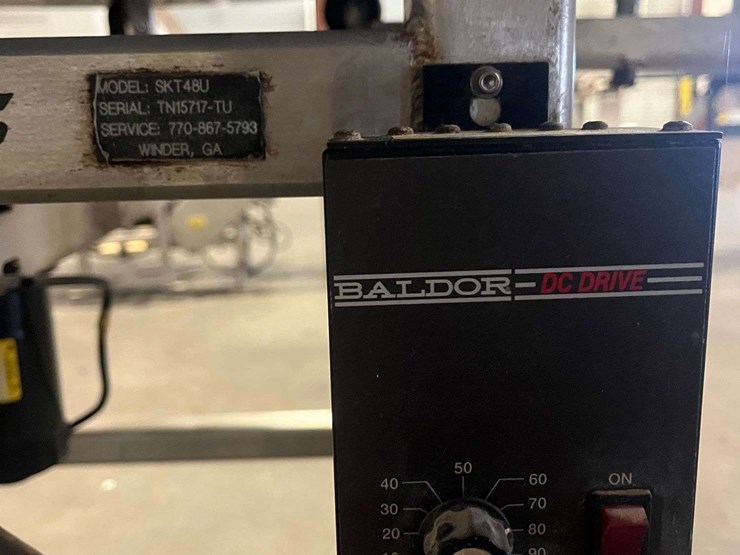 MODEL: SKT48U
SERIAL: TN15717-TU
SERVICE: 770-867-5793
WINDER, GA
BALDOR DC DRIVE
50
40 60
30 70
20 80
90
ON